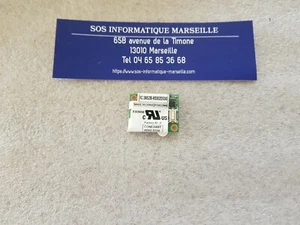 SOS INFORMATIQUE MARSEILLE
658 avenue de la Timone
13010 Marseille
Tel 04 65 85 36 68
https://sos-informatique-marseille.com
C US